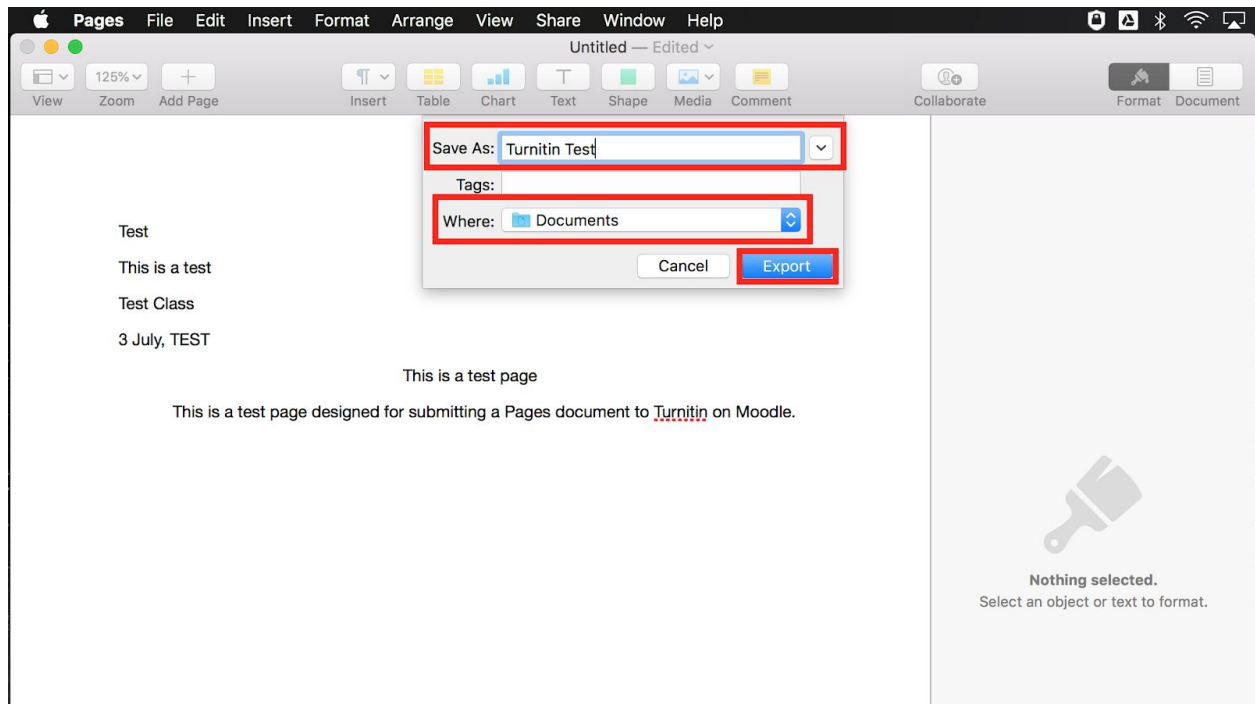 Pages File Edit Insert Format Arrange View Share Window Help
Untitled — Edited
125%
View Zoom Add Page Insert Table Chart Text Shape Media Comment Collaborate Format Document
Save As: Turnitin Test
Tags:
Where: Documents
Cancel Export
Test
This is a test
Test Class
3 July, TEST
This is a test page
This is a test page designed for submitting a Pages document to Turnitin on Moodle.
Nothing selected.
Select an object or text to format.